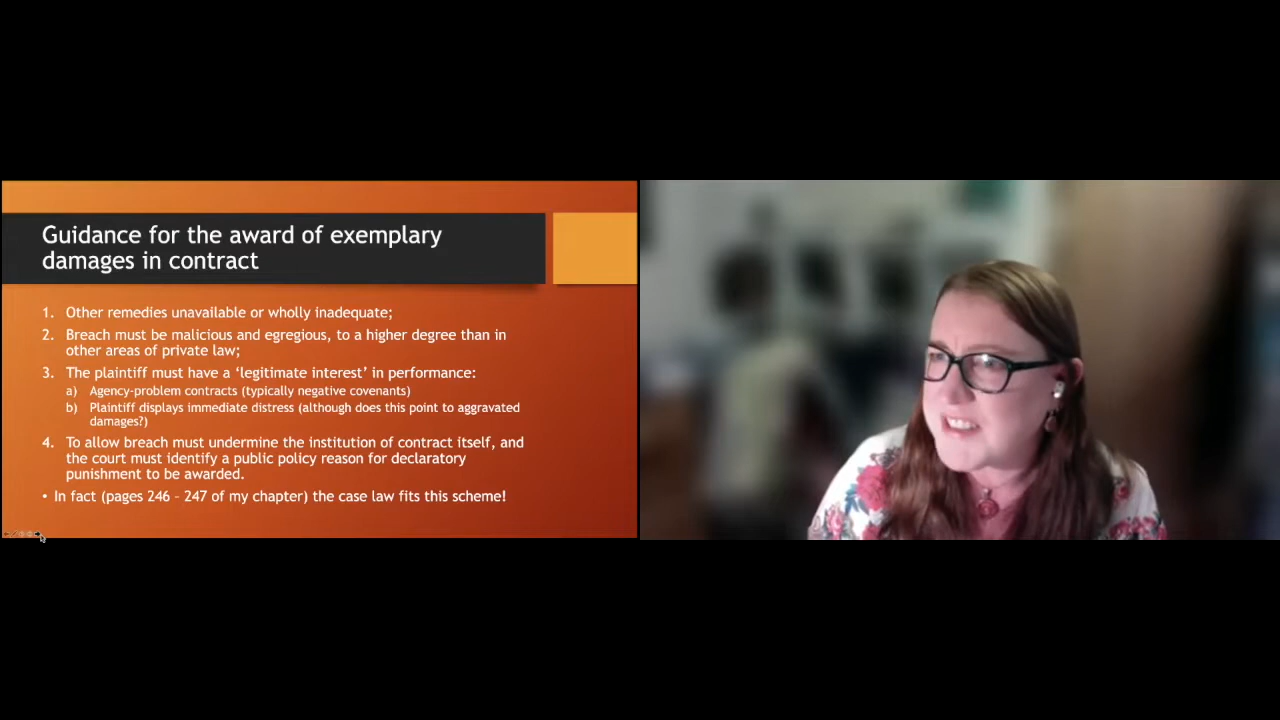 Guidance for the award of exemplary
damages in contract
1. Other remedies unavailable or wholly inadequate;
2. Breach must be malicious and egregious, to a higher degree than in
other areas of private law;
3. The plaintiff must have a ‘legitimate interest’ in performance:
a) Agency-problem contracts (typically negative covenants)
b) Plaintiff displays immediate distress (although does this point to aggravated
damages?)
4. To allow breach must undermine the institution of contract itself, and
the court must identify a public policy reason for declaratory
punishment to be awarded.
• In fact (pages 246 – 247 of my chapter) the case law fits this scheme!